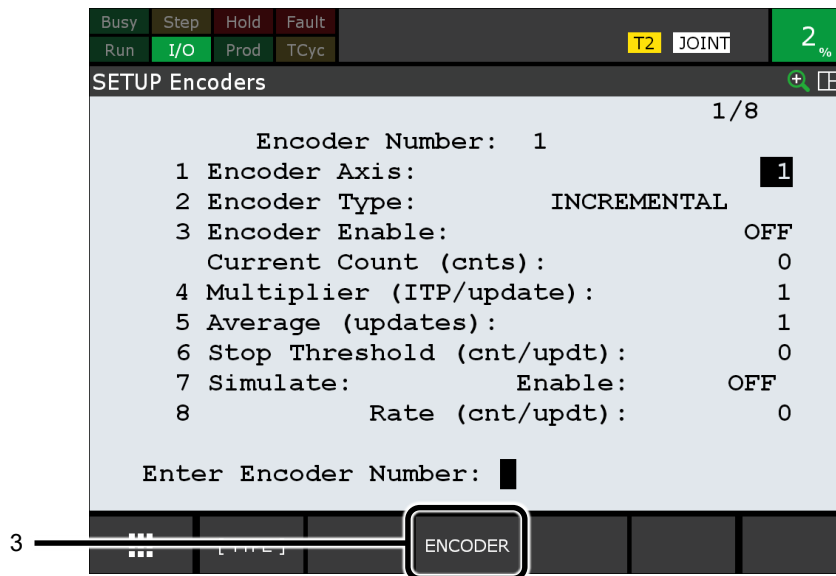 Busy Step Hold Fault
Run I/O Prod TCyc T2 JOINT 2%
SETUP Encoders
1/8
Encoder Number: 1
1 Encoder Axis: 1
2 Encoder Type: INCREMENTAL
3 Encoder Enable: OFF
Current Count (cnts): 0
4 Multiplier (ITP/update): 1
5 Average (updates): 1
6 Stop Threshold (cnt/updt): 0
7 Simulate: Enable: OFF
8 Rate (cnt/updt): 0
Enter Encoder Number:
3 [ TYPE ] ENCODER